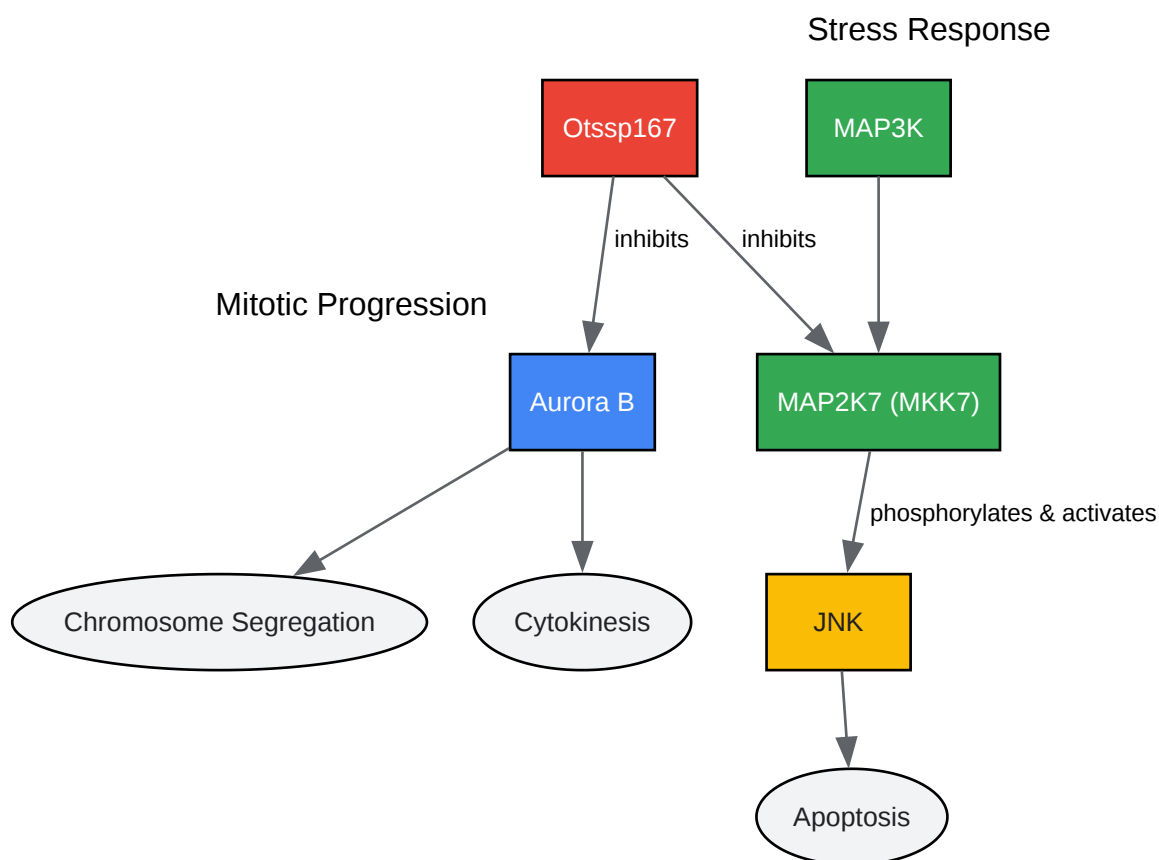 Stress Response
Otssp167
MAP3K
inhibits
inhibits
Mitotic Progression
Aurora B
MAP2K7 (MKK7)
phosphorylates & activates
Chromosome Segregation
Cytokinesis
JNK
Apoptosis